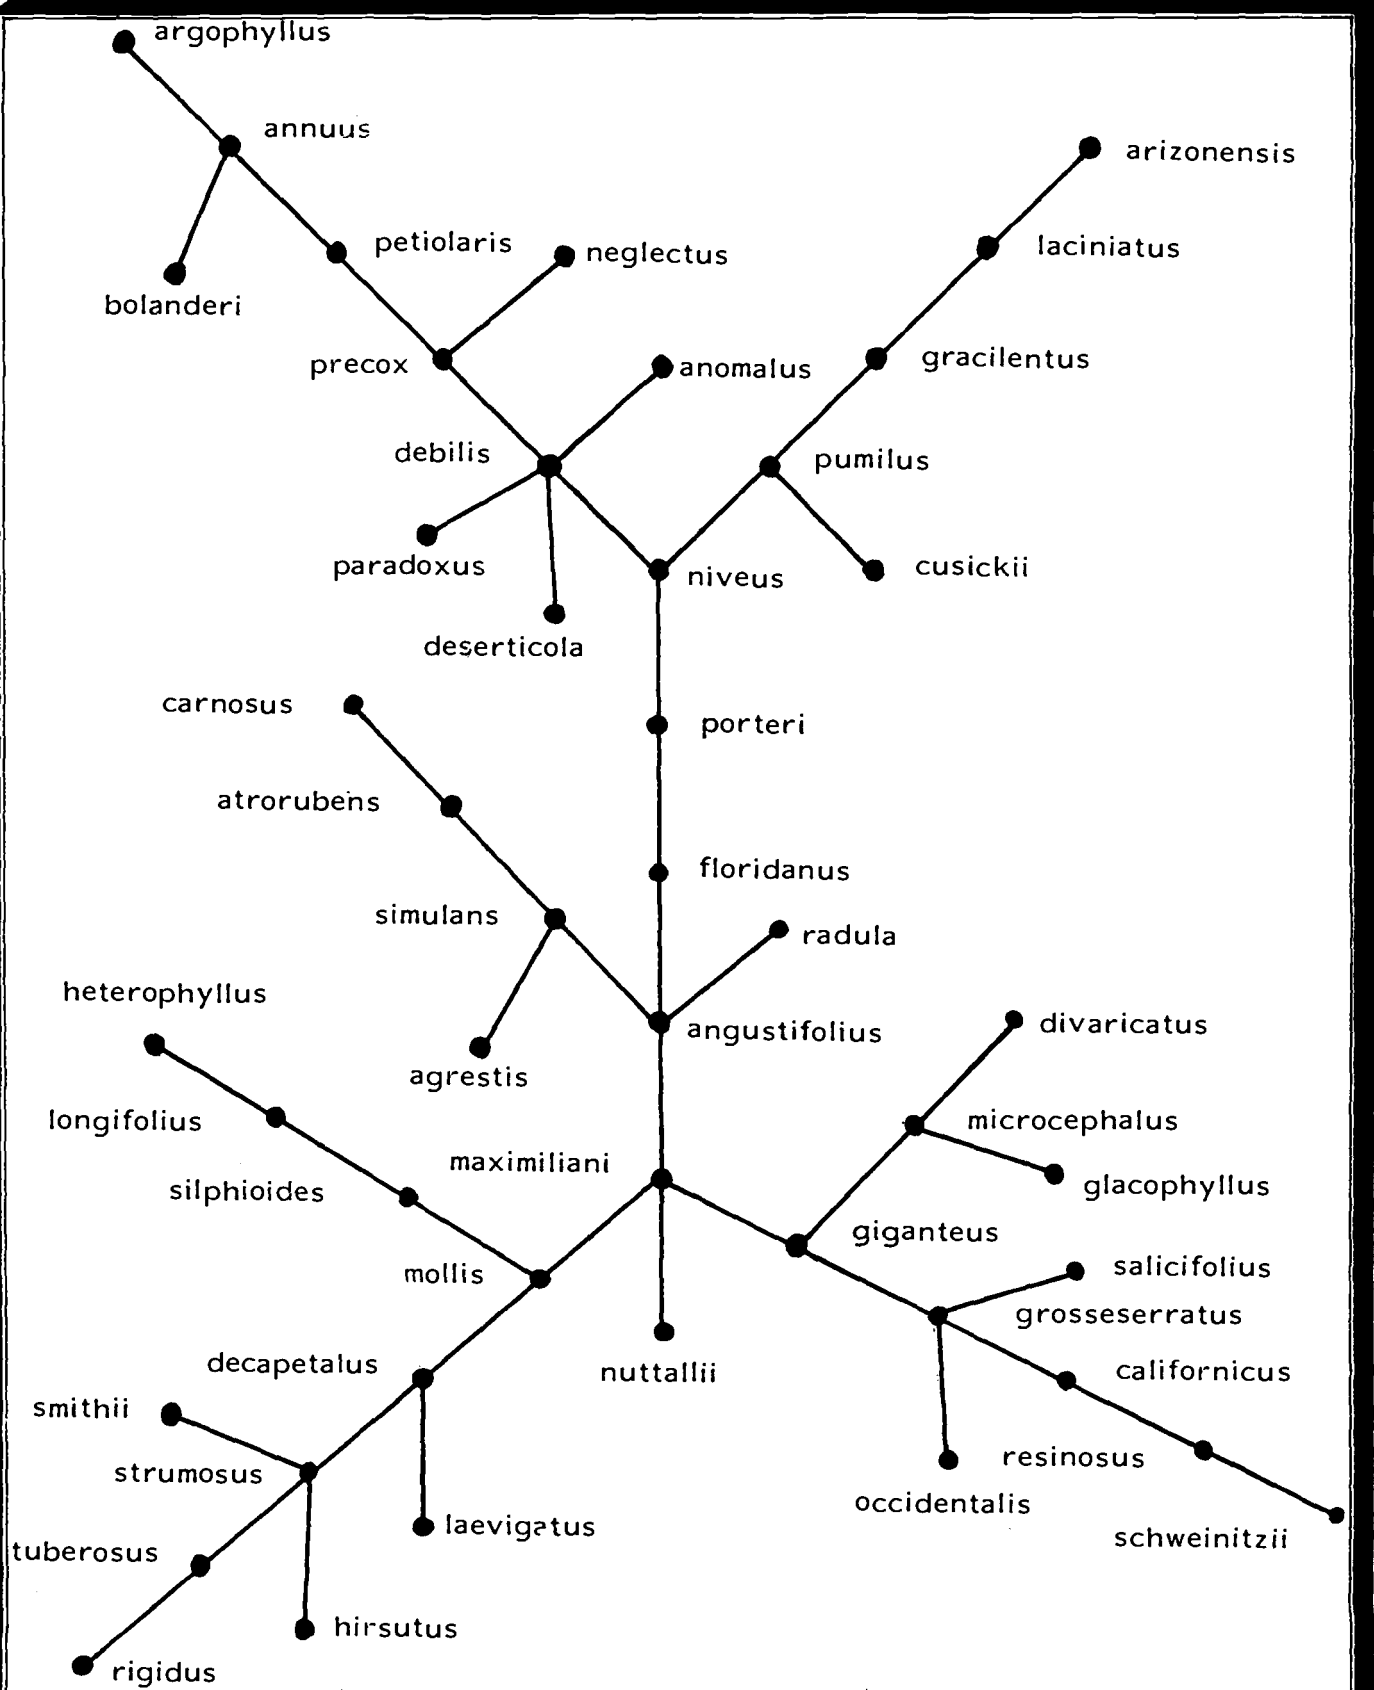 argophyllus
annuus
arizonensis
petiolaris
neglectus
laciniatus
bolanderi
precox
anomalus
gracilentus
debilis
pumilus
paradoxus
niveus
cusickii
deserticola
carnosus
porteri
atrorubens
floridanus
simulans
radula
heterophyllus
angustifolius
divaricatus
agrestis
longifolius
microcephalus
maximiliani
silphioides
glacophyllus
giganteus
mollis
salicifolius
grosseserratus
decapetalus
nuttallii
californicus
smithii
strumosus
resinosus
occidentalis
laevigatus
schweinitzii
tuberosus
hirsutus
rigidus